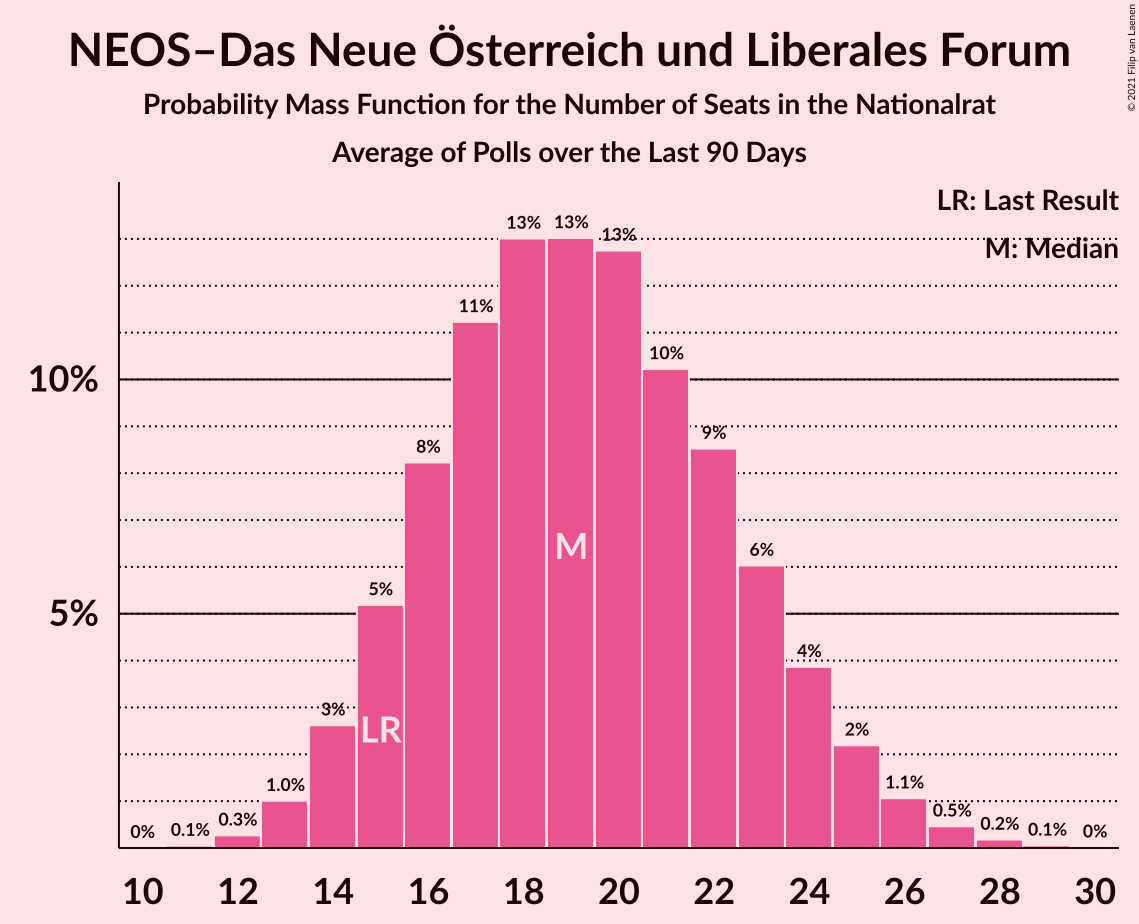 NEOS–Das Neue Österreich und Liberales Forum
Probability Mass Function for the Number of Seats in the Nationalrat
Average of Polls over the Last 90 Days
© 2021 Filip van Laenen
LR: Last Result
M: Median
13% 13% 13%
11%
10%
10%
9%
8%
6%
M
5%
5%
4%
3%
LR
2%
1.0%
1.1%
0% 0.1% 0.3%
0.5% 0.2% 0.1% 0%
10 12 14 16 18 20 22 24 26 28 30